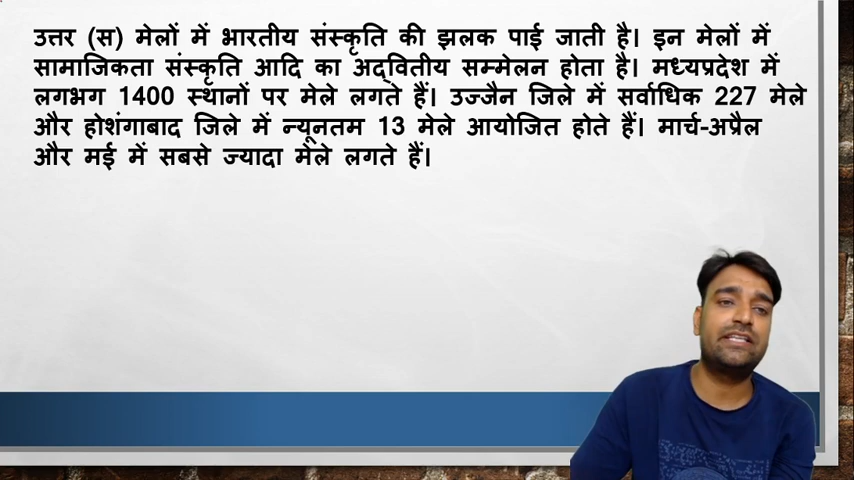 उत्तर (स) मेलों में भारतीय संस्कृति की झलक पाई जाती है। इन मेलों में
सामाजिकता संस्कृति आदि का अद्वितीय सम्मेलन होता है। मध्यप्रदेश में
लगभग 1400 स्थानों पर मेले लगते हैं। उज्जैन जिले में सर्वाधिक 227 मेले
और होशंगाबाद जिले में न्यूनतम 13 मेले आयोजित होते हैं। मार्च-अप्रैल
और मई में सबसे ज्यादा मेले लगते हैं।